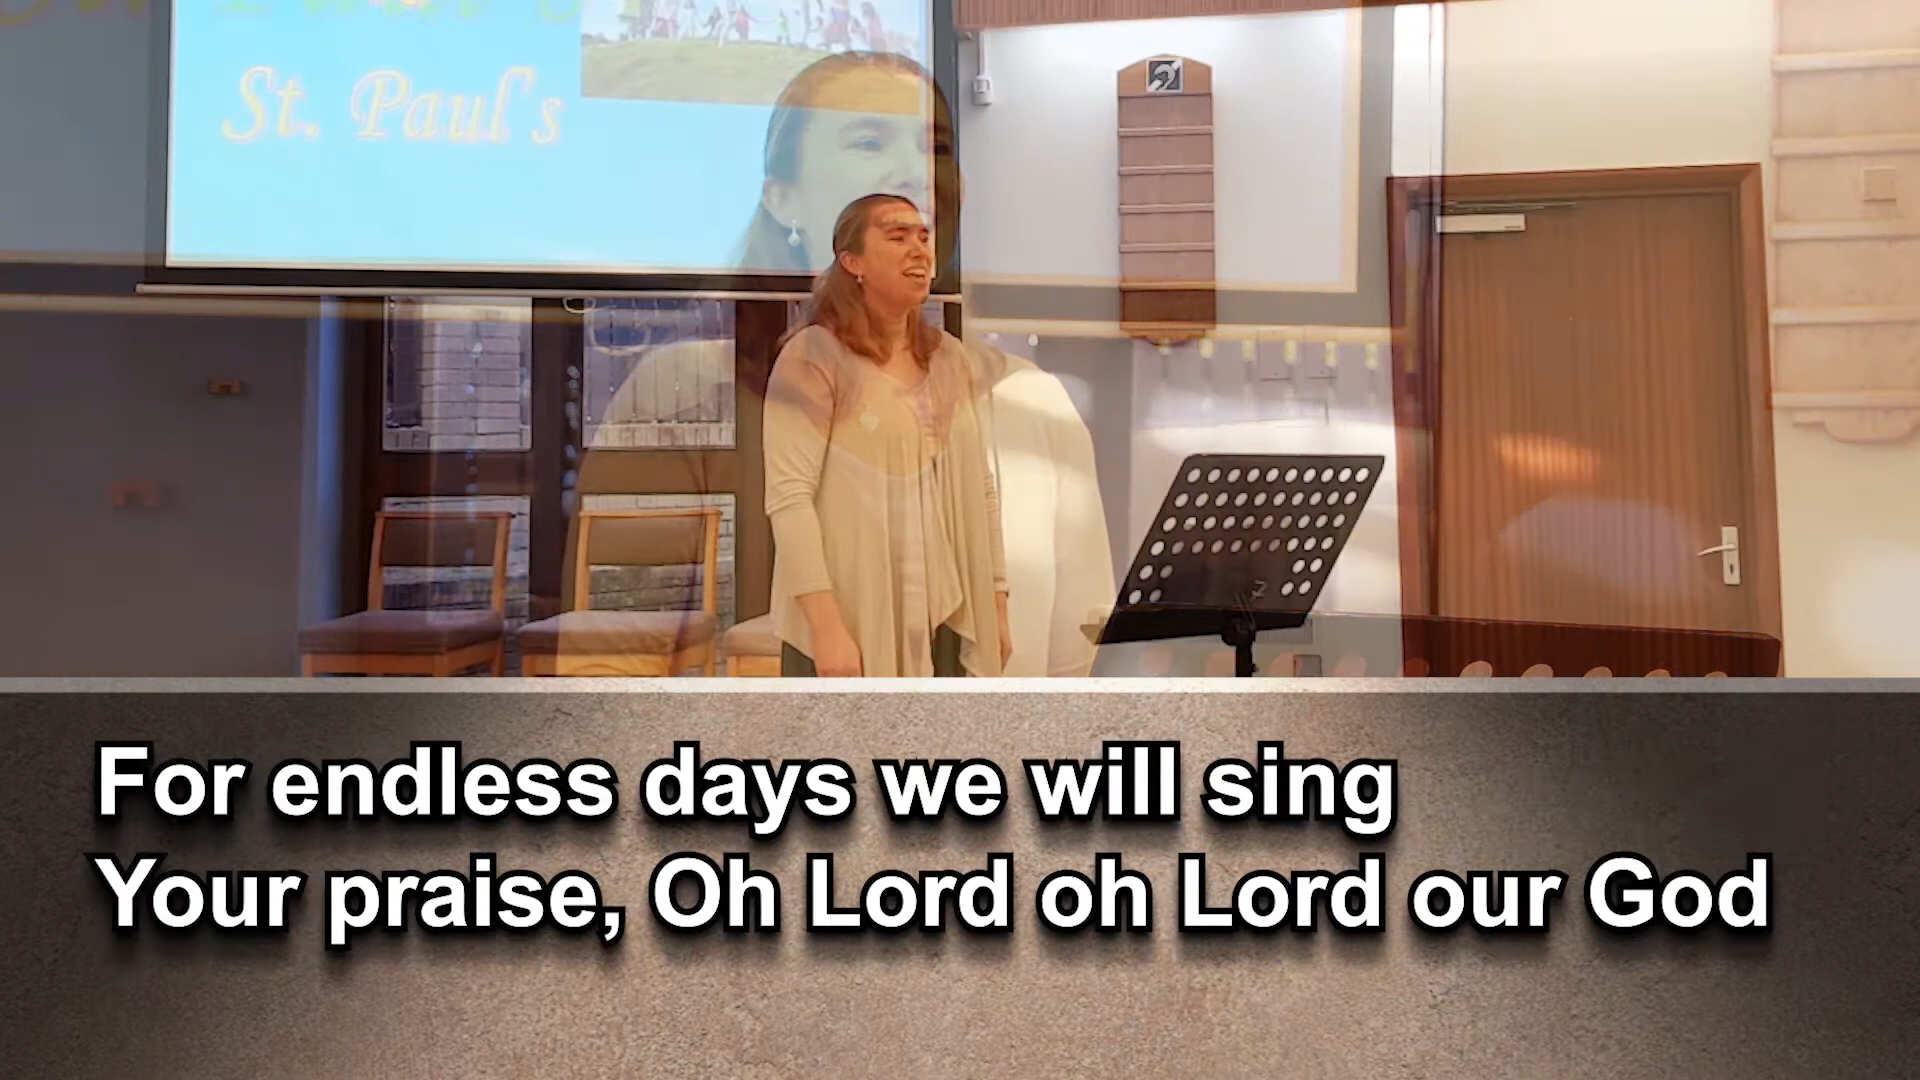 St. Paul's
For endless days we will sing
Your praise, Oh Lord oh Lord our God